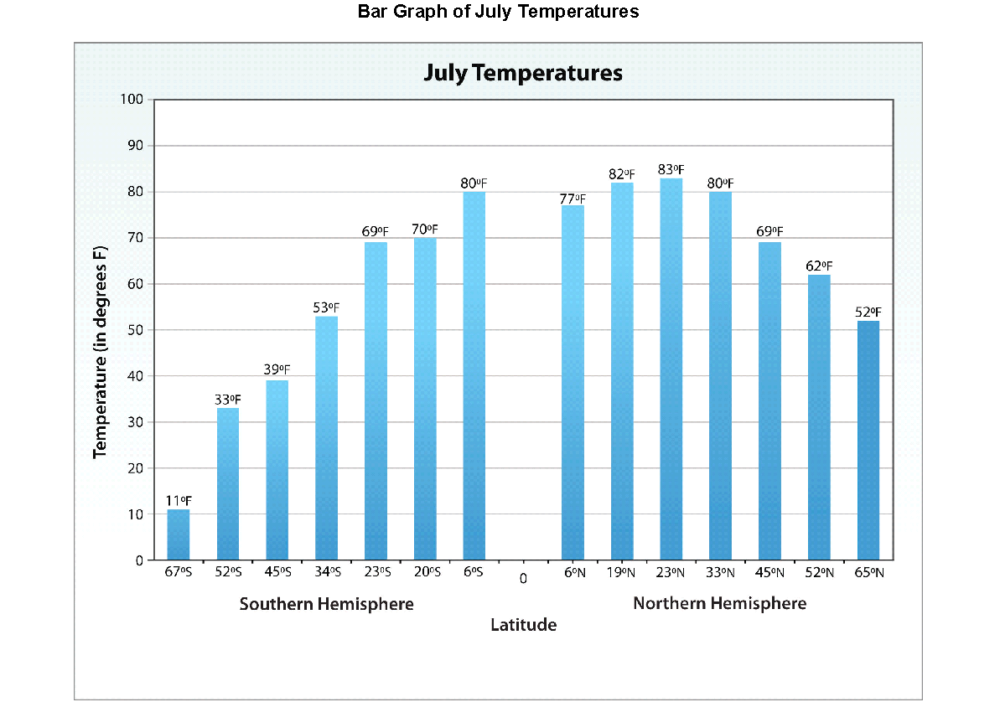 Bar Graph of July Temperatures
July Temperatures
Temperature (in degrees F)
100
90
80
70
60
50
40
30
20
10
0
11ºF
33ºF
39ºF
53ºF
69ºF
70ºF
80ºF
77ºF
82ºF
83ºF
80ºF
69ºF
62ºF
52ºF
67ºS 52ºS 45ºS 34ºS 23ºS 20ºS 6ºS 0 6ºN 19ºN 23ºN 33ºN 45ºN 52ºN 65ºN
Southern Hemisphere Northern Hemisphere
Latitude